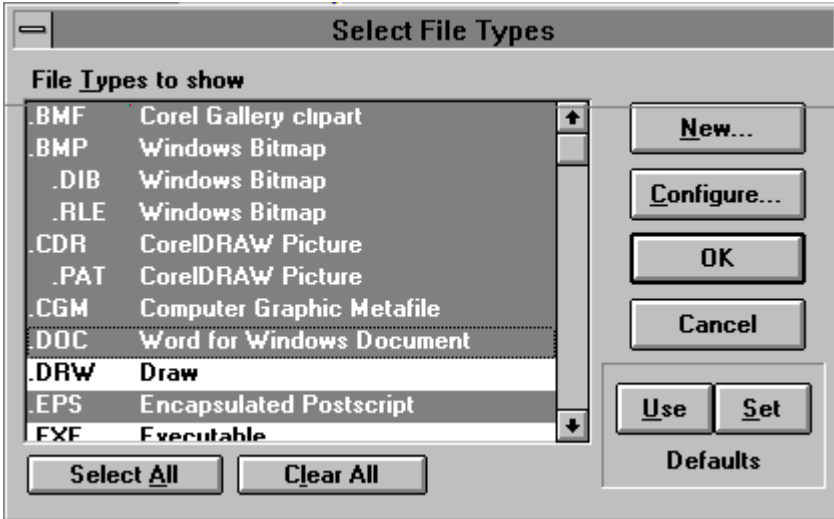 Select File Types
File Types to show
.BMF Corel Gallery clipart
.BMP Windows Bitmap
.DIB Windows Bitmap
.RLE Windows Bitmap
.CDR CorelDRAW Picture
.PAT CorelDRAW Picture
.CGM Computer Graphic Metafile
.DOC Word for Windows Document
.DRW Draw
.EPS Encapsulated Postscript
.EXE Executable
Select All
Clear All
New...
Configure...
OK
Cancel
Use
Set
Defaults